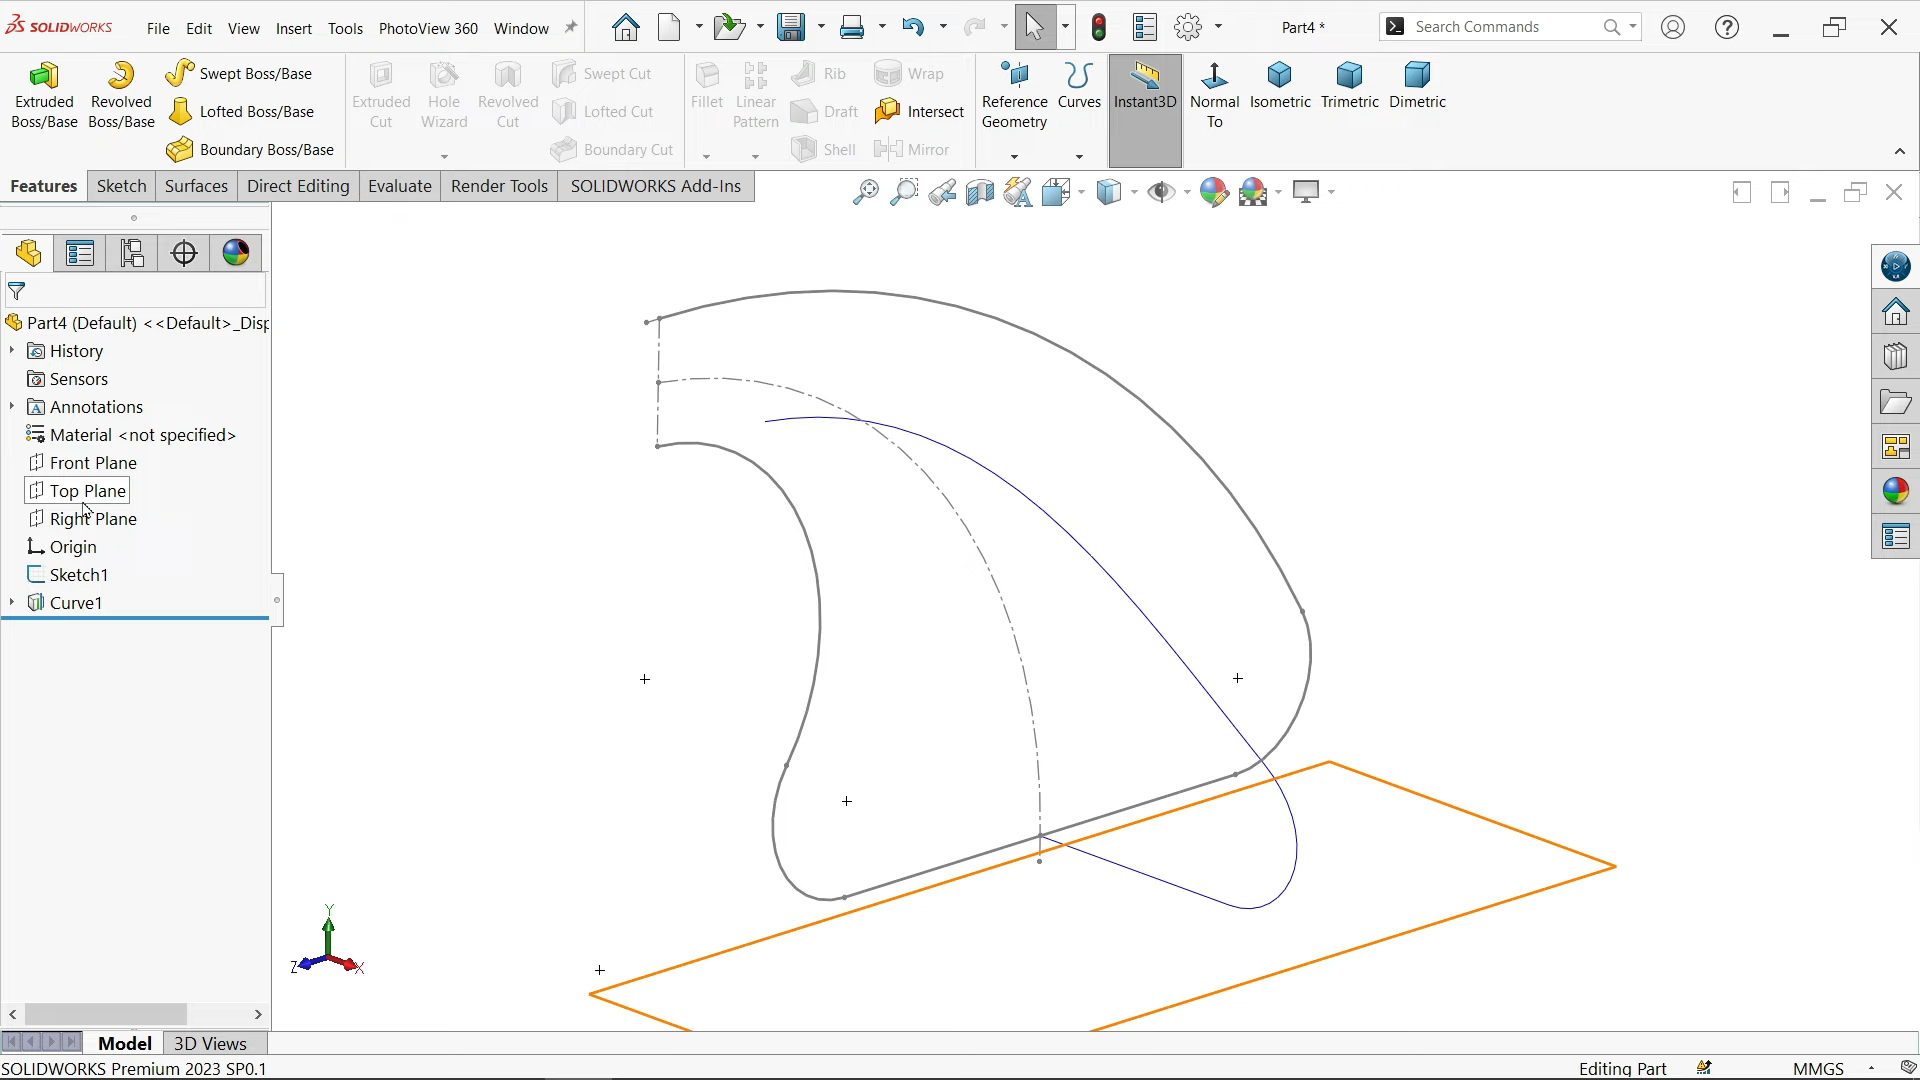 SOLIDWORKS File Edit View Insert Tools PhotoView 360 Window Part4 * Search Commands
Extruded Boss/Base
Revolved Boss/Base
Swept Boss/Base
Lofted Boss/Base
Boundary Boss/Base
Extruded Cut
Hole Wizard
Revolved Cut
Swept Cut
Lofted Cut
Boundary Cut
Fillet
Linear Pattern
Rib
Draft
Shell
Wrap
Intersect
Mirror
Reference Geometry
Curves
Instant3D
Normal To
Isometric
Trimetric
Dimetric
Features Sketch Surfaces Direct Editing Evaluate Render Tools SOLIDWORKS Add-Ins
Part4 (Default) <<Default>_Disp
History
Sensors
Annotations
Material <not specified>
Front Plane
Top Plane
Right Plane
Origin
Sketch1
Curve1
Y
Z
X
Model 3D Views
SOLIDWORKS Premium 2023 SP0.1 Editing Part MMGS